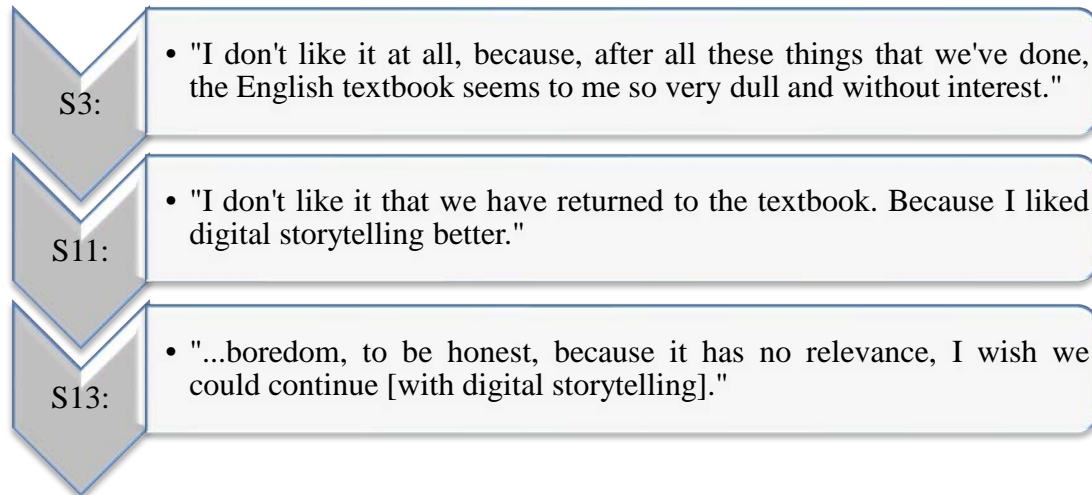 S3:
• "I don't like it at all, because, after all these things that we've done,
the English textbook seems to me so very dull and without interest."
S11:
• "I don't like it that we have returned to the textbook. Because I liked
digital storytelling better."
S13:
• "...boredom, to be honest, because it has no relevance, I wish we
could continue [with digital storytelling]."